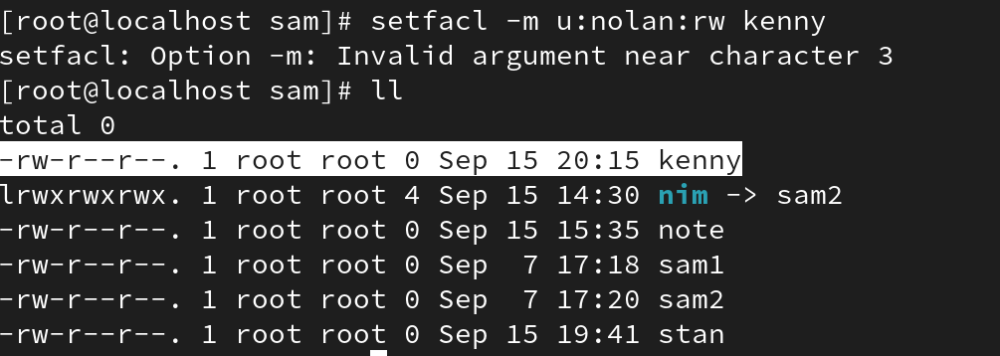 [root@localhost sam]# setfacl -m u:nolan:rw kenny
setfacl: Option -m: Invalid argument near character 3
[root@localhost sam]# ll
total 0
-rw-r--r--. 1 root root 0 Sep 15 20:15 kenny
lrwxrwxrwx. 1 root root 4 Sep 15 14:30 nim -> sam2
-rw-r--r--. 1 root root 0 Sep 15 15:35 note
-rw-r--r--. 1 root root 0 Sep  7 17:18 sam1
-rw-r--r--. 1 root root 0 Sep  7 17:20 sam2
-rw-r--r--. 1 root root 0 Sep 15 19:41 stan